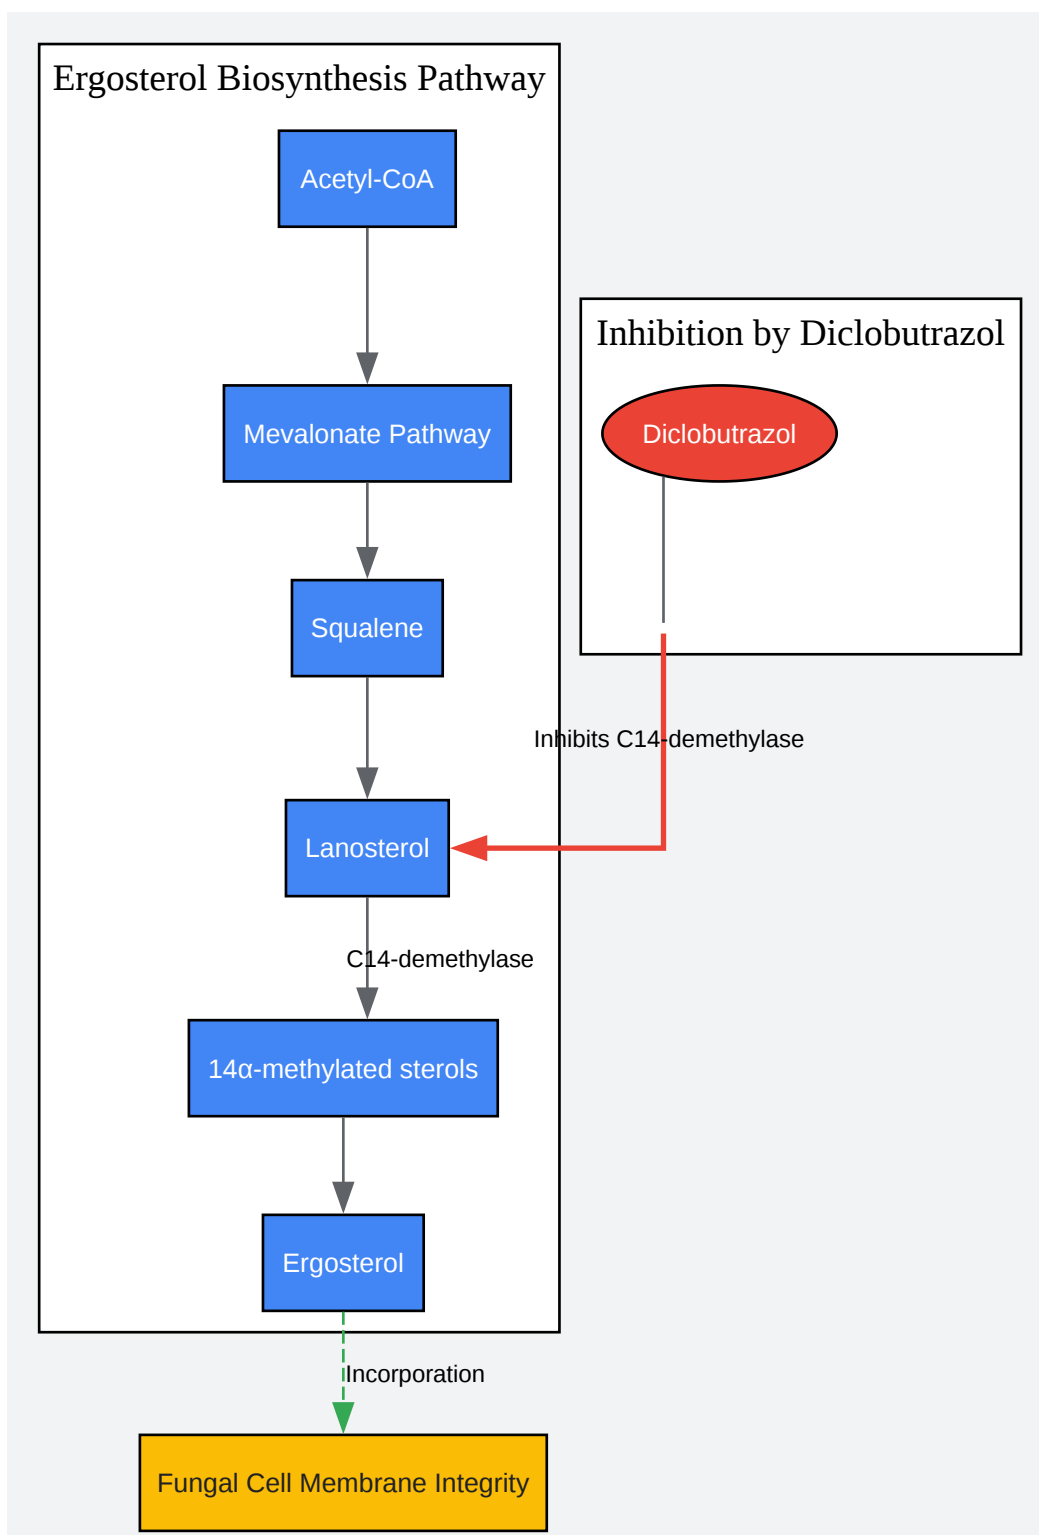 Ergosterol Biosynthesis Pathway
Acetyl-CoA
Inhibition by Diclobutrazol
Mevalonate Pathway
Diclobutrazol
Squalene
Inhibits C14-demethylase
Lanosterol
C14-demethylase
14α-methylated sterols
Ergosterol
Incorporation
Fungal Cell Membrane Integrity